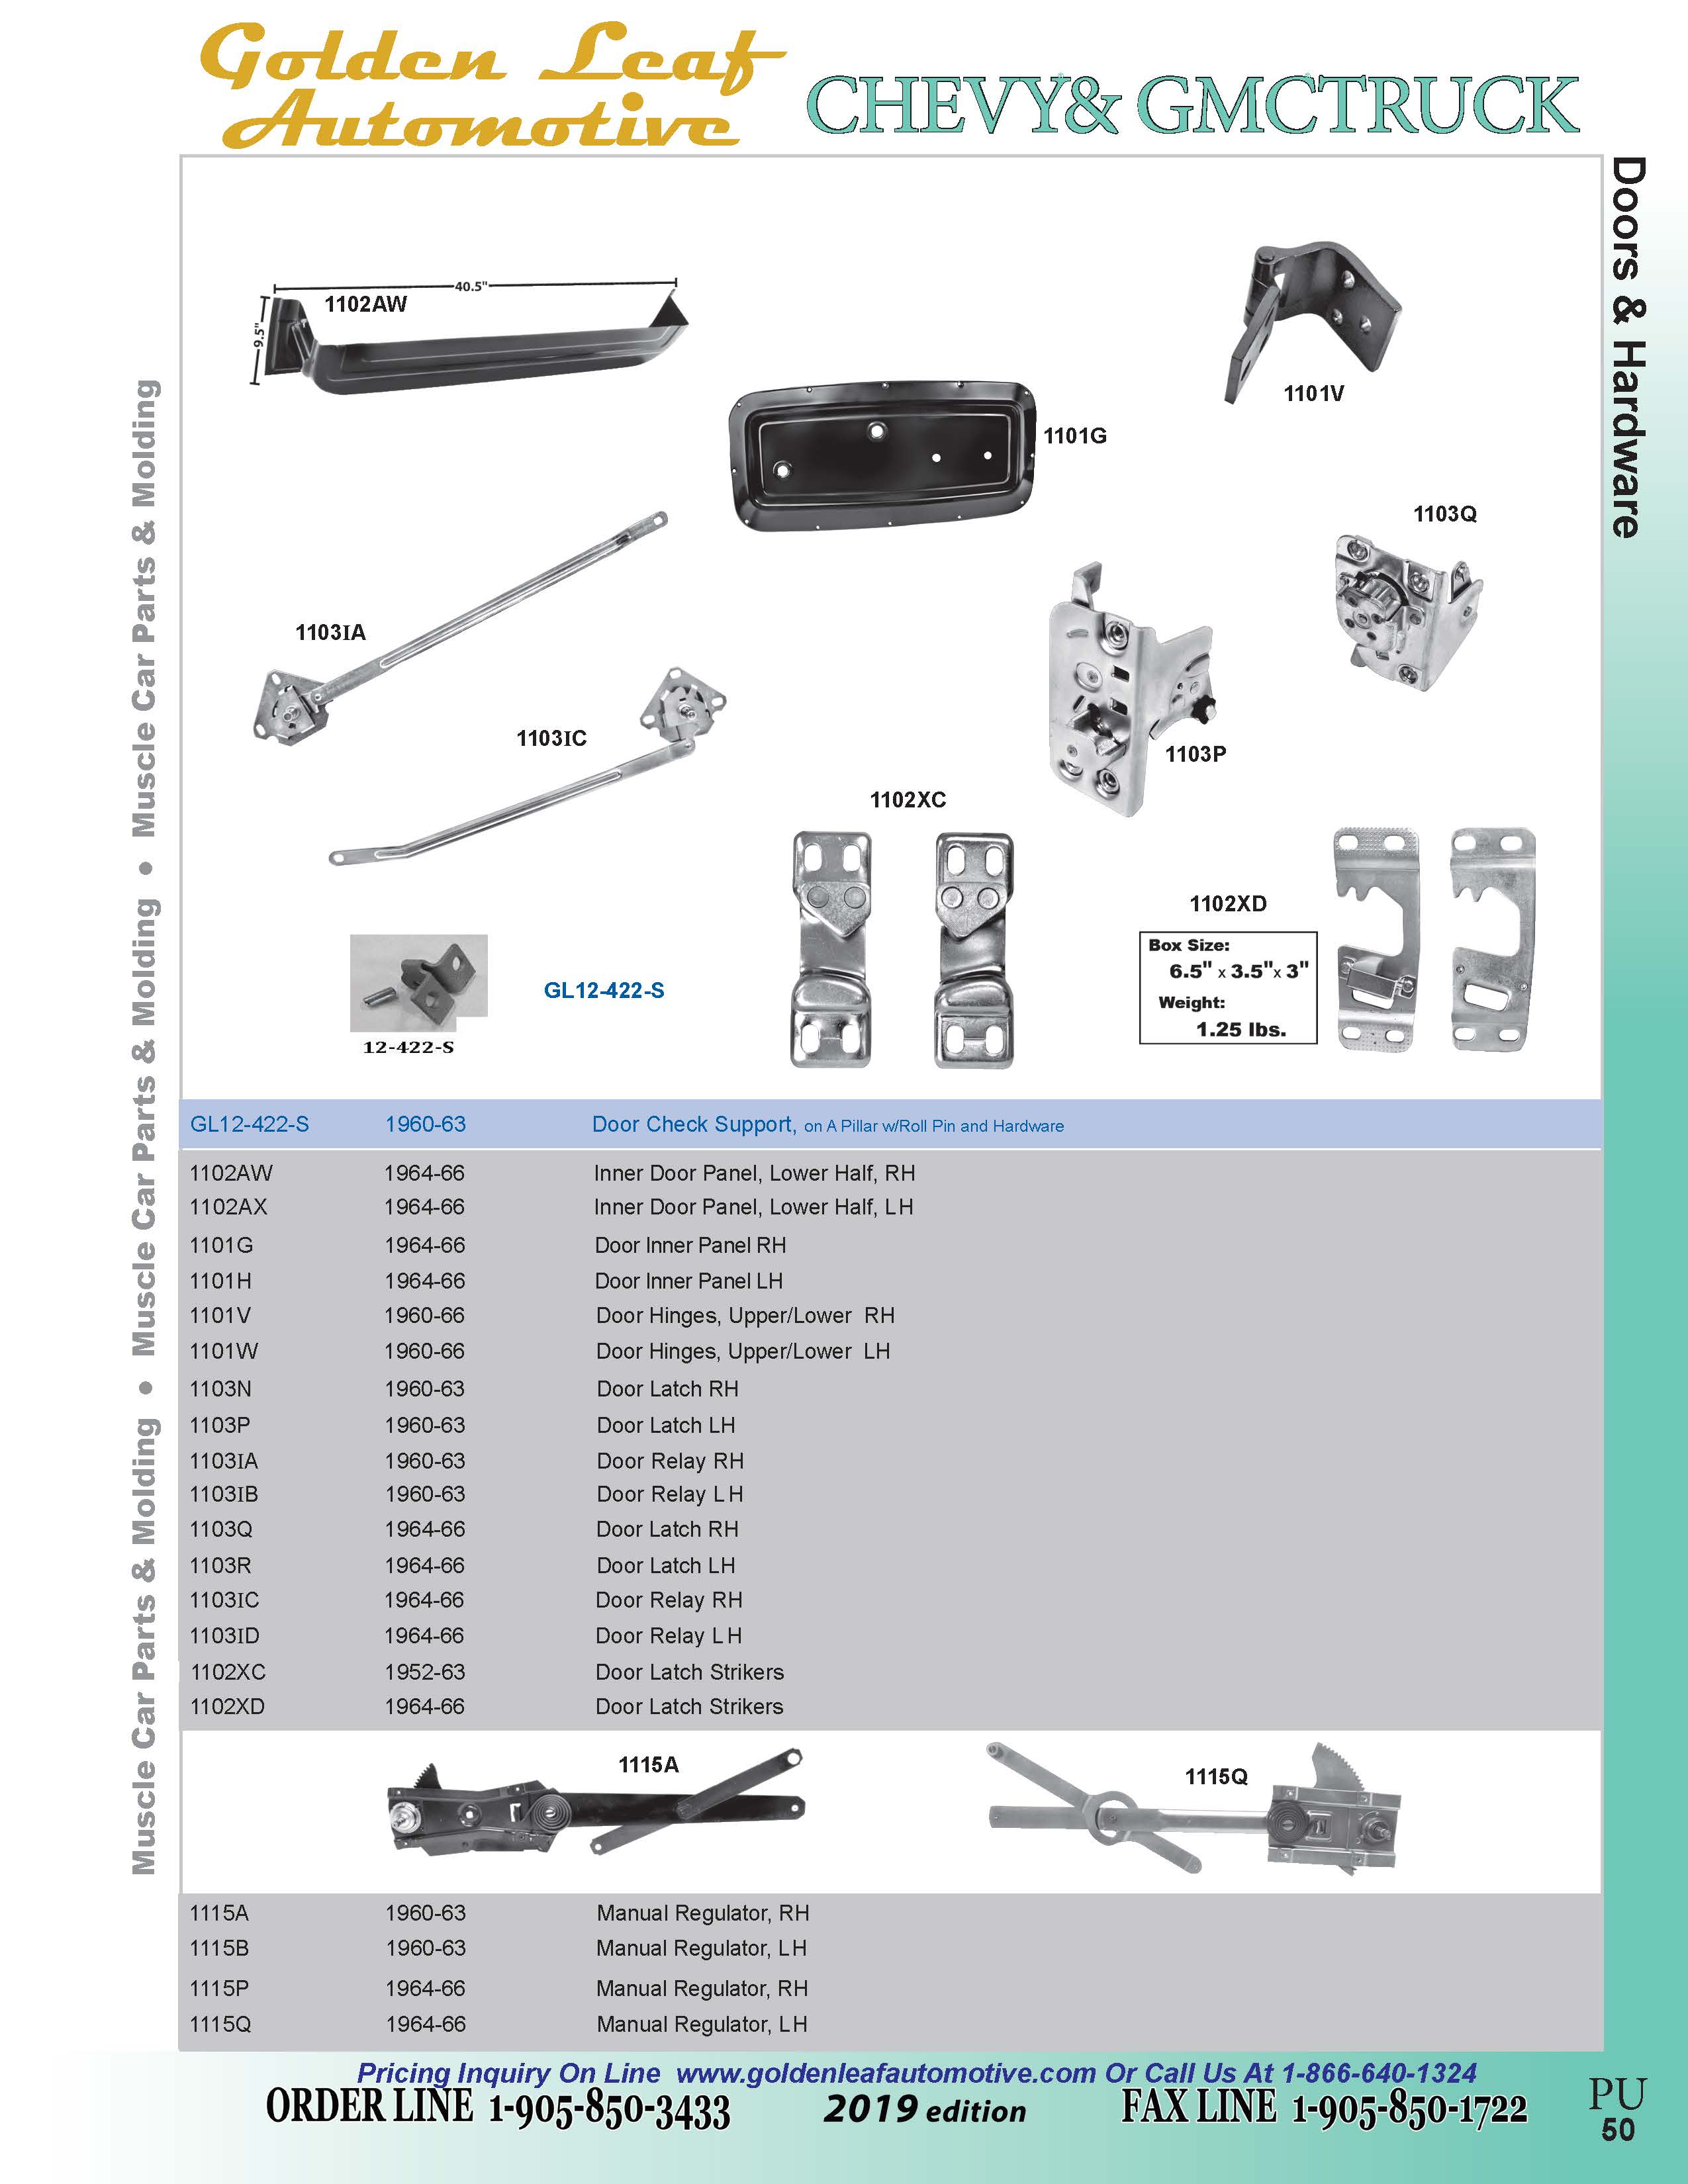 Golden Leaf
Automotive
CHEVY& GMCTRUCK
Doors & Hardware
Muscle Car Parts & Molding • Muscle Car Parts & Molding • Muscle Car Parts & Molding
40.5"
9.5"
1102AW
1101V
1101G
1103Q
1103IA
1103IC
1103P
1102XC
1102XD
Box Size:
6.5" x 3.5"x 3"
Weight:
1.25 lbs.
GL12-422-S
12-422-S
GL12-422-S 1960-63 Door Check Support, on A Pillar w/Roll Pin and Hardware
1102AW 1964-66 Inner Door Panel, Lower Half, RH
1102AX 1964-66 Inner Door Panel, Lower Half, LH
1101G 1964-66 Door Inner Panel RH
1101H 1964-66 Door Inner Panel LH
1101V 1960-66 Door Hinges, Upper/Lower RH
1101W 1960-66 Door Hinges, Upper/Lower LH
1103N 1960-63 Door Latch RH
1103P 1960-63 Door Latch LH
1103IA 1960-63 Door Relay RH
1103IB 1960-63 Door Relay LH
1103Q 1964-66 Door Latch RH
1103R 1964-66 Door Latch LH
1103IC 1964-66 Door Relay RH
1103ID 1964-66 Door Relay LH
1102XC 1952-63 Door Latch Strikers
1102XD 1964-66 Door Latch Strikers
1115A
1115Q
1115A 1960-63 Manual Regulator, RH
1115B 1960-63 Manual Regulator, LH
1115P 1964-66 Manual Regulator, RH
1115Q 1964-66 Manual Regulator, LH
Pricing Inquiry On Line www.goldenleafautomotive.com Or Call Us At 1-866-640-1324
ORDER LINE 1-905-850-3433 2019 edition FAX LINE 1-905-850-1722
PU
50